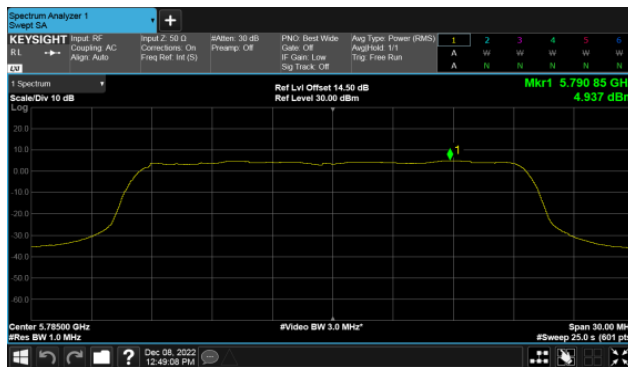 Spectrum Analyzer 1
Swept SA
+
KEYSIGHT Input: RF Input Z: 50 Ω #Atten: 30 dB PNO: Best Wide Avg Type: Power (RMS) 1 2 3 4 5 6
RL Coupling: AC Corrections: On Preamp: Off Gate: Off Avg|Hold: 1/1 A W W W W W
Align: Auto Freq Ref: Int (S) IF Gain: Low Trig: Free Run A N N N N N
Sig Track: Off
LXI
1 Spectrum Ref Lvl Offset 14.50 dB Mkr1 5.790 85 GH
Scale/Div 10 dB Ref Level 30.00 dBm 4.937 dBr
Log
20.0
10.0
1
0.00
-10.0
-20.0
-30.0
-40.0
-50.0
-60.0
Center 5.78500 GHz #Video BW 3.0 MHz* Span 30.00 MH
#Res BW 1.0 MHz #Sweep 25.0 s (601 pts
? Dec 08, 2022
12:49:08 PM